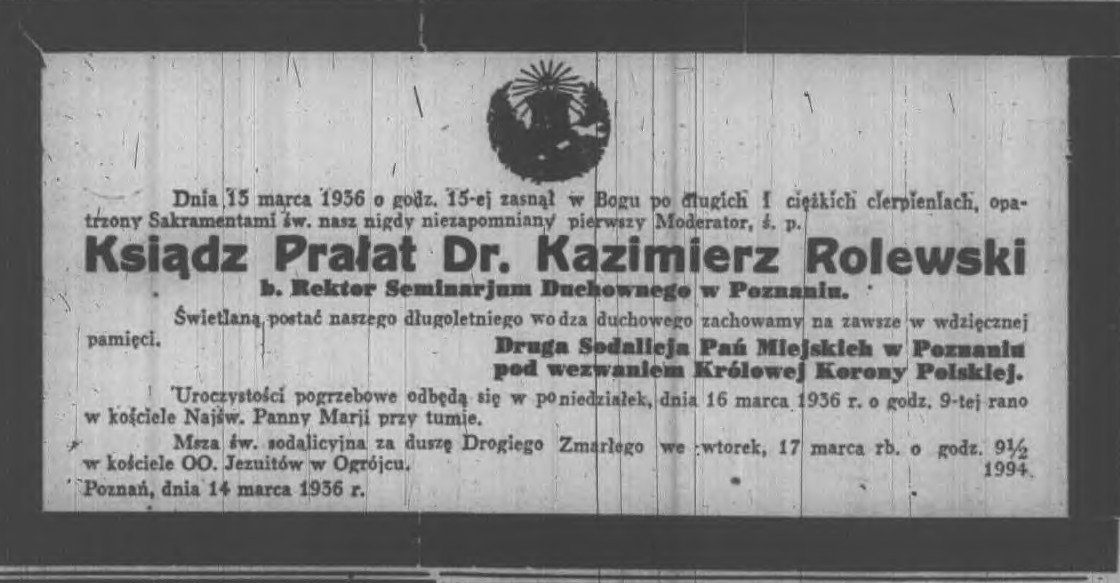 Dnia 15 marca 1936 o godz. 15-ej zasnął w Bogu po długich i ciężkich cierpieniach, opa-
trzony Sakramentami św. nasz nigdy niezapomniany pierwszy Moderator, ś. p.
Ksiądz Prałat Dr. Kazimierz Rolewski
b. Rektor Seminarjum Duchownego w Poznaniu.
Świetlaną postać naszego długoletniego wodza duchowego zachowamy na zawsze w wdzięcznej
pamięci.
Druga Sodalicja Pań Miejskich w Poznaniu
pod wezwaniem Królowej Korony Polskiej.
Uroczystości pogrzebowe odbędą się w poniedziałek, dnia 16 marca 1936 r. o godz. 9-tej rano
w kościele Najśw. Panny Marji przy tumie.
Msza św. sodalicyjna za duszę Drogiego Zmarłego we wtorek, 17 marca rb. o godz. 9½
w kościele OO. Jezuitów w Ogrójcu.
1994
Poznań, dnia 14 marca 1936 r.